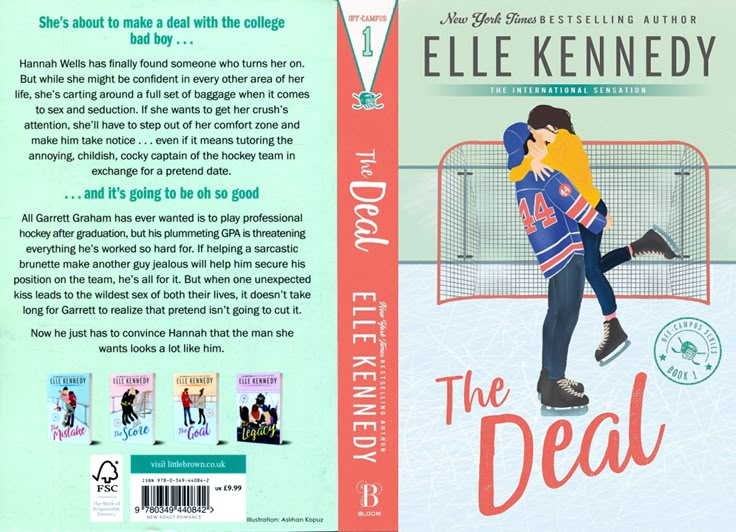 She's about to make a deal with the college
bad boy . . .
Hannah Wells has finally found someone who turns her on.
But while she might be confident in every other area of her
life, she's carting around a full set of baggage when it comes
to sex and seduction. If she wants to get her crush's
attention, she'll have to step out of her comfort zone and
make him take notice . . . even if it means tutoring the
annoying, childish, cocky captain of the hockey team in
exchange for a pretend date.
. . . and it's going to be oh so good
All Garrett Graham has ever wanted is to play professional
hockey after graduation, but his plummeting GPA is threatening
everything he's worked so hard for. If helping a sarcastic
brunette make another guy jealous will help him secure his
position on the team, he's all for it. But when one unexpected
kiss leads to the wildest sex of both their lives, it doesn't take
long for Garrett to realize that pretend isn't going to cut it.
Now he just has to convince Hannah that the man she
wants looks a lot like him.
ELLE KENNEDY
The Mistake
ELLE KENNEDY
The Score
ELLE KENNEDY
The Goal
ELLE KENNEDY
The Legacy
FSC
The Mark of
Responsible
Forestry
visit littlebrown.co.uk
ISBN 978-0-349-44084-2
UK £9.99
9 780349 440842 >
NEW ADULT ROMANCE
Illustration: Aslıhan Kopuz
OFF-CAMPUS
1
The Deal
New York Times BESTSELLING AUTHOR
ELLE KENNEDY
B
BLOOM
New York Times BESTSELLING AUTHOR
ELLE KENNEDY
THE INTERNATIONAL SENSATION
44
44
OFF-CAMPUS SERIES
BOOK 1
The
Deal